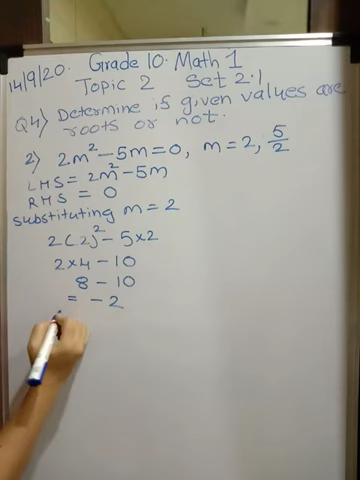 14/9/20. Grade 10. Math 1
Topic 2 Set 2.1
Q4) Determine is given values are
roots or not.
2) 2m² - 5m = 0, m = 2, 5/2
LHS = 2m² - 5m
RHS = 0
substituting m = 2
2(2)² - 5×2
2×4 - 10
8 - 10
= - 2